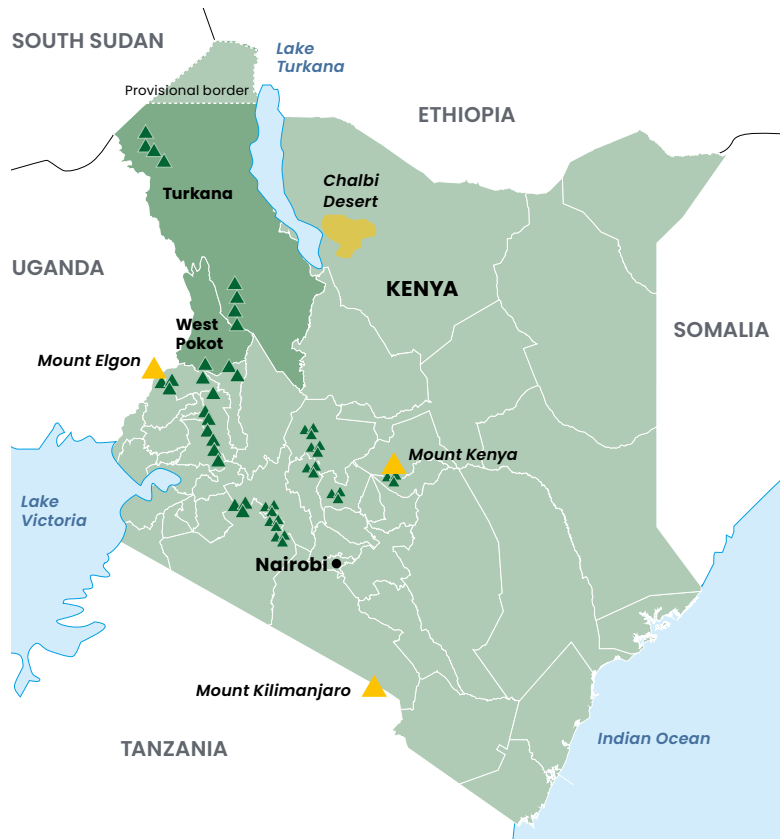 SOUTH SUDAN
Lake
Turkana
Provisional border
ETHIOPIA
Turkana
Chalbi
Desert
UGANDA
KENYA
West
Pokot
SOMALIA
Mount Elgon
Mount Kenya
Lake
Victoria
Nairobi
Mount Kilimanjaro
TANZANIA
Indian Ocean